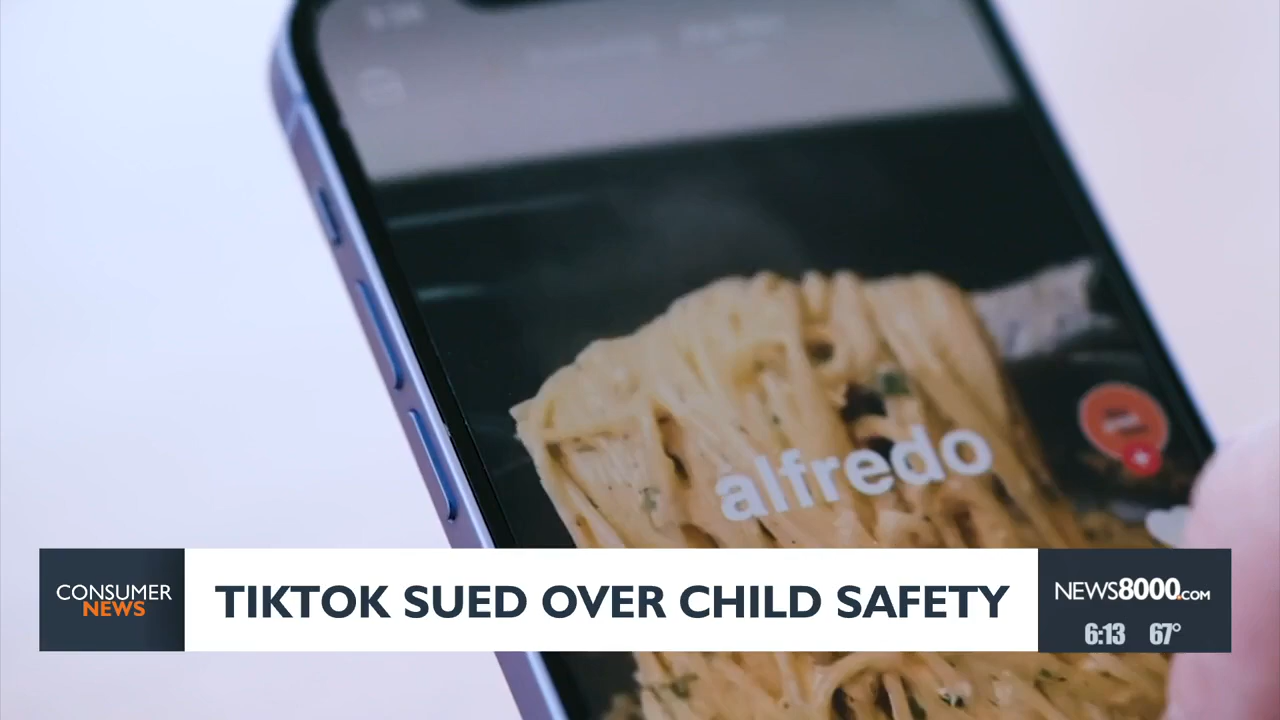 alfredo
CONSUMER
NEWS
TIKTOK SUED OVER CHILD SAFETY
NEWS8000.COM
6:13 67°